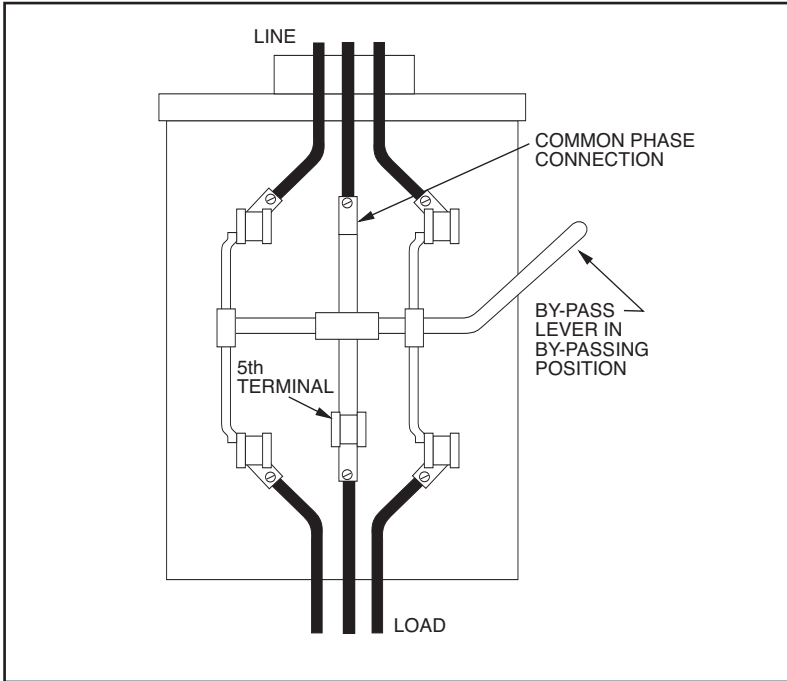 LINE
COMMON PHASE
CONNECTION
BY-PASS
LEVER IN
BY-PASSING
POSITION
5th
TERMINAL
LOAD